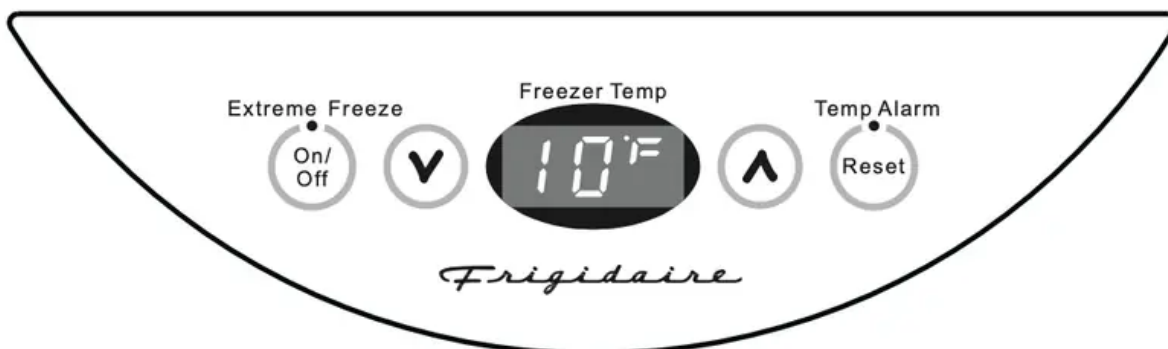 Freezer Temp
Extreme Freeze
Temp Alarm
On/
Off
10°F
Reset
Frigidaire